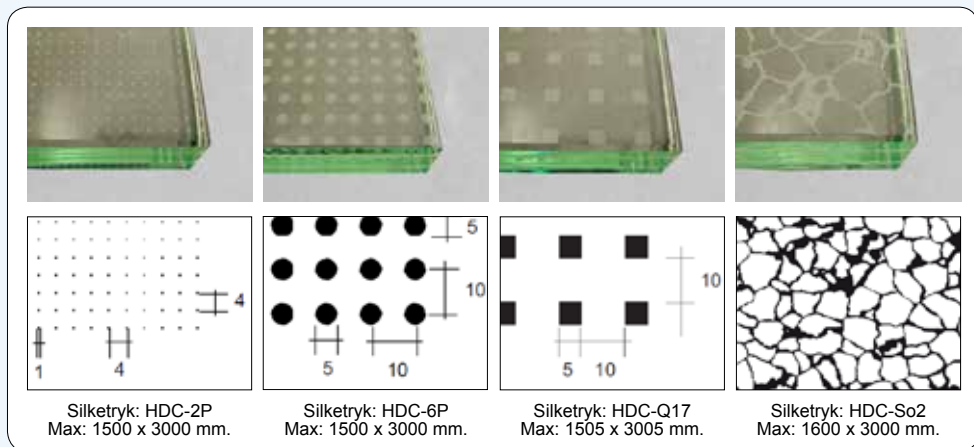 4
1
4
5
10
5
10
10
5
10
Silketryk: HDC-2P
Max: 1500 x 3000 mm.
Silketryk: HDC-6P
Max: 1500 x 3000 mm.
Silketryk: HDC-Q17
Max: 1505 x 3005 mm.
Silketryk: HDC-So2
Max: 1600 x 3000 mm.